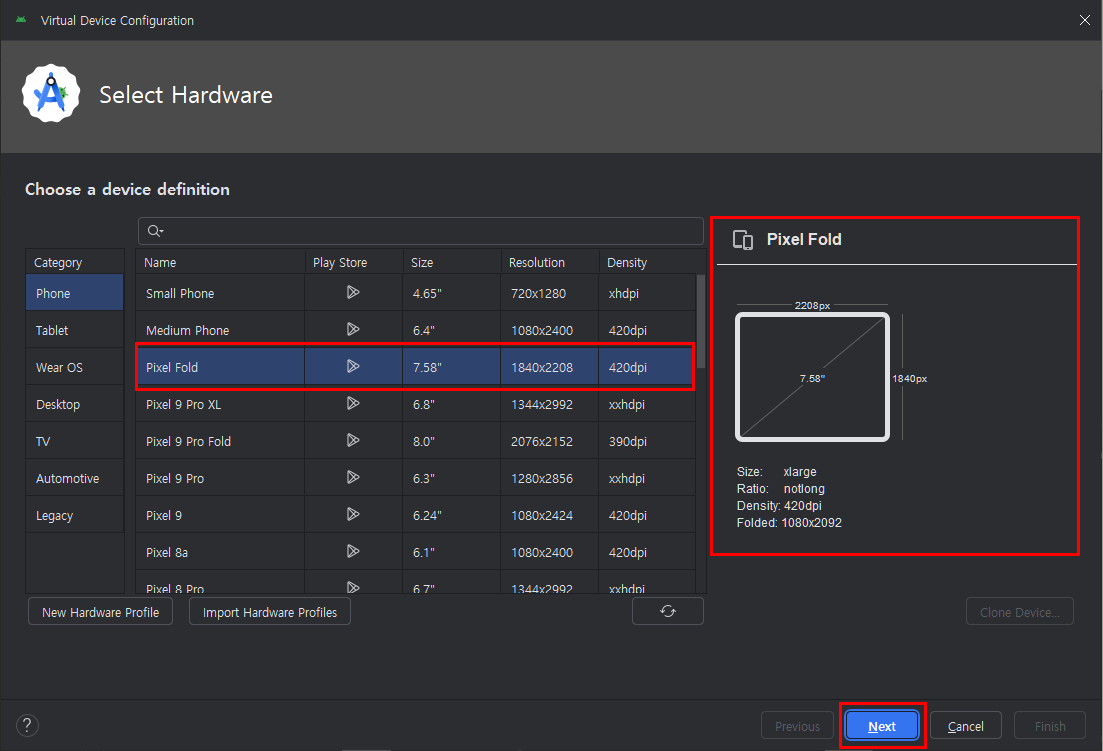 Virtual Device Configuration
Select Hardware
Choose a device definition
Category
Phone
Tablet
Wear OS
Desktop
TV
Automotive
Legacy
Name Play Store Size Resolution Density
Small Phone 4.65" 720x1280 xhdpi
Medium Phone 6.4" 1080x2400 420dpi
Pixel Fold 7.58" 1840x2208 420dpi
Pixel 9 Pro XL 6.8" 1344x2992 xxhdpi
Pixel 9 Pro Fold 8.0" 2076x2152 390dpi
Pixel 9 Pro 6.3" 1280x2856 xxhdpi
Pixel 9 6.24" 1080x2424 420dpi
Pixel 8a 6.1" 1080x2400 420dpi
Pixel 8 Pro 6.7" 1344x2992 xxhdpi
Pixel Fold
2208px
7.58"
1840px
Size: xlarge
Ratio: notlong
Density: 420dpi
Folded: 1080x2092
New Hardware Profile Import Hardware Profiles Clone Device...
? Previous Next Cancel Finish